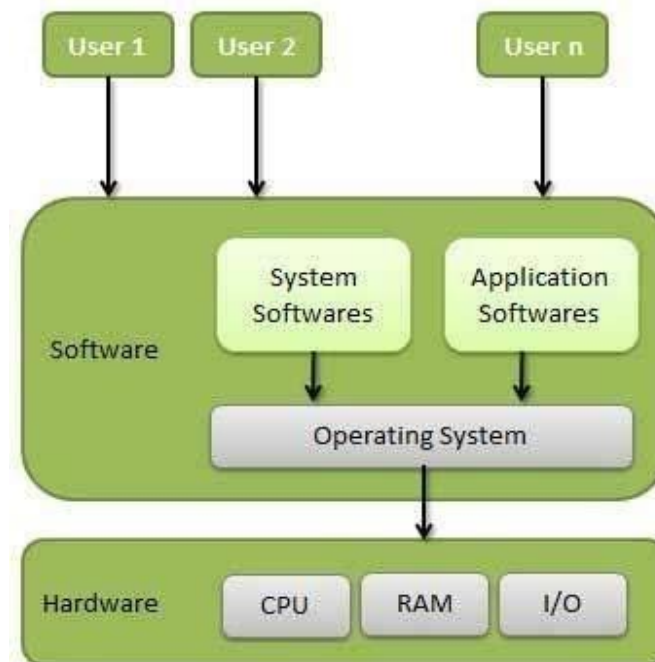 User 1
User 2
User n
System
Softwares
Application
Softwares
Software
Operating System
Hardware
CPU
RAM
I/O